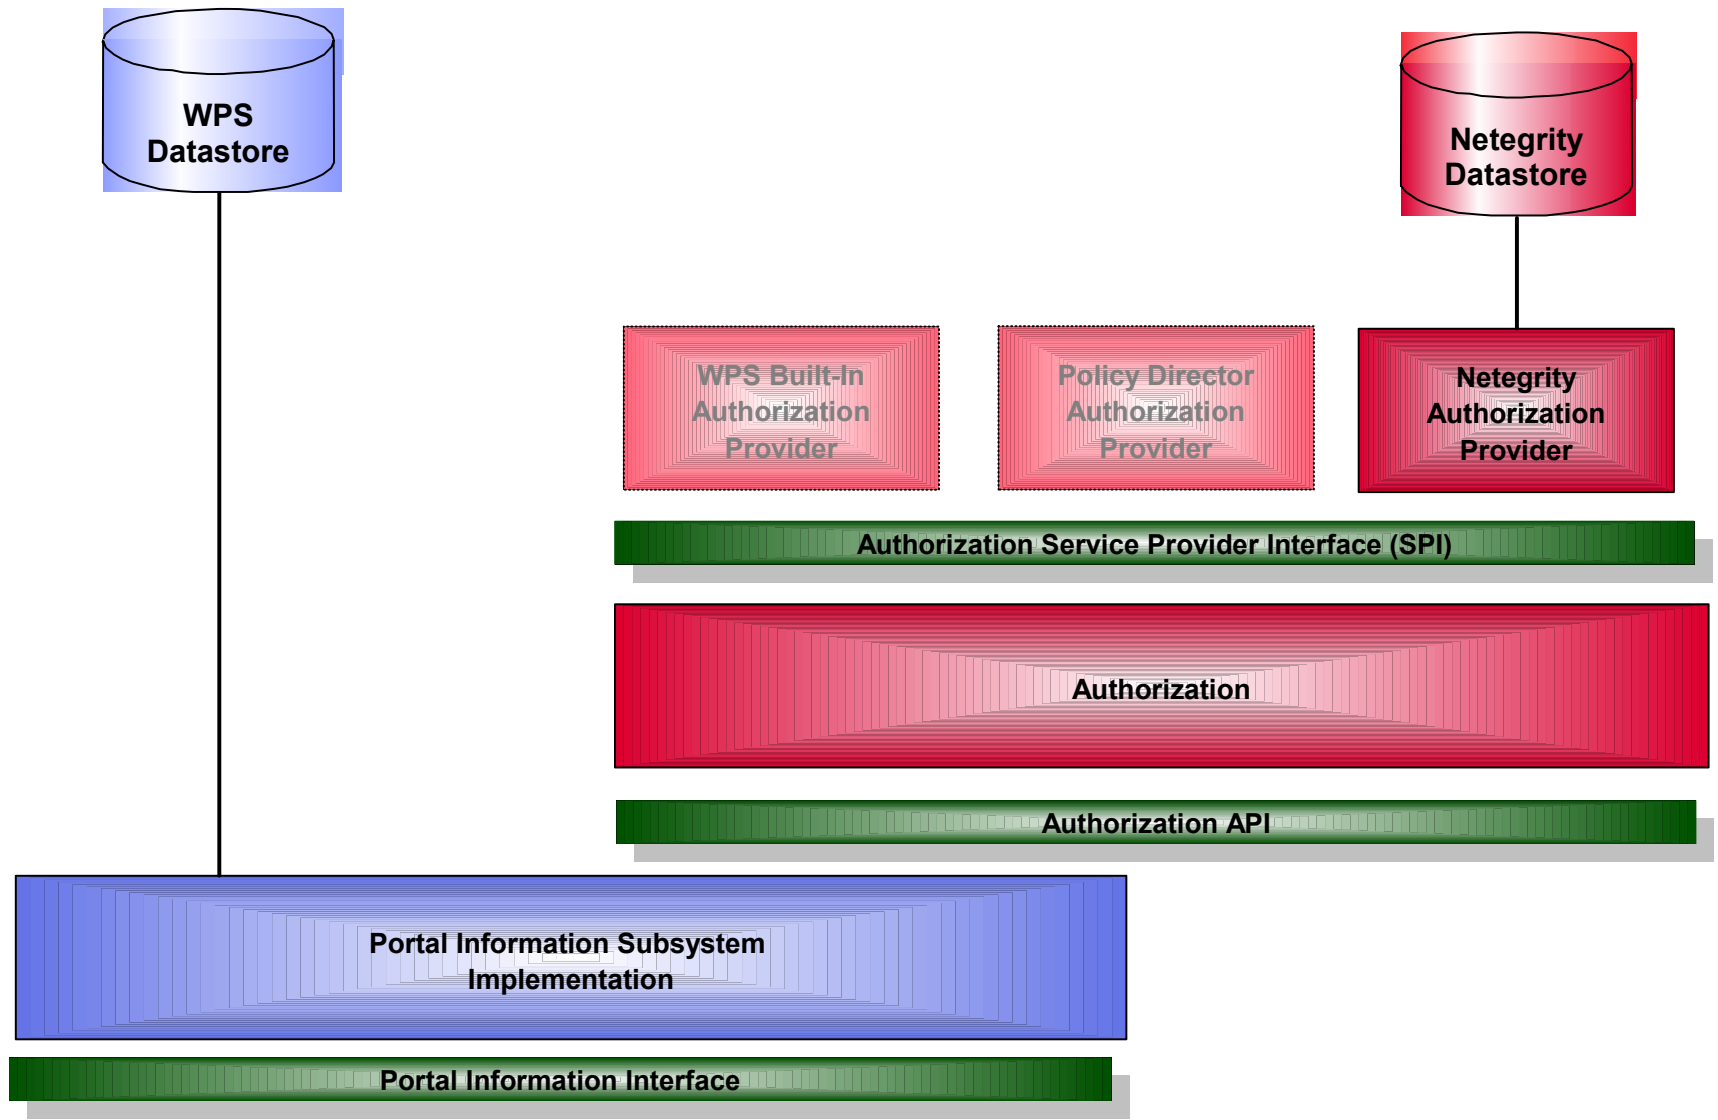 WPS
Datastore
Netegrity
Datastore
WPS Built-In
Authorization
Provider
Policy Director
Authorization
Provider
Netegrity
Authorization
Provider
Authorization Service Provider Interface (SPI)
Authorization
Authorization API
Portal Information Subsystem
Implementation
Portal Information Interface